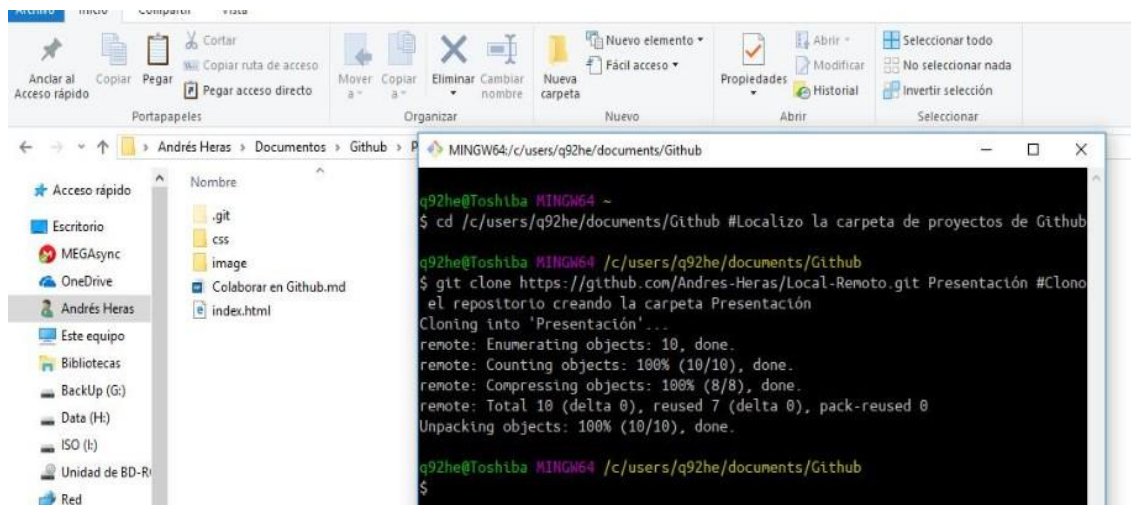 Archivo Inicio Compartir Vista
Anclar al Acceso rápido
Copiar
Pegar
Cortar
Copiar ruta de acceso
Pegar acceso directo
Portapapeles
Mover a
Copiar a
Eliminar
Cambiar nombre
Organizar
Nueva carpeta
Nuevo elemento
Fácil acceso
Nuevo
Propiedades
Abrir
Modificar
Historial
Abrir
Seleccionar todo
No seleccionar nada
Invertir selección
Seleccionar
Andrés Heras > Documentos > Github > P
Acceso rápido
Escritorio
MEGAsync
OneDrive
Andrés Heras
Este equipo
Bibliotecas
BackUp (G:)
Data (H:)
ISO (I:)
Unidad de BD-R
Red
Nombre
.git
css
image
Colaborar en Github.md
index.html
MINGW64:/c/users/q92he/documents/Github
q92he@Toshiba MINGW64 ~
$ cd /c/users/q92he/documents/Github #Localizo la carpeta de proyectos de Github
q92he@Toshiba MINGW64 /c/users/q92he/documents/Github
$ git clone https://github.com/Andres-Heras/Local-Remoto.git Presentación #Clono
el repositorio creando la carpeta Presentación
Cloning into 'Presentación'...
remote: Enumerating objects: 10, done.
remote: Counting objects: 100% (10/10), done.
remote: Compressing objects: 100% (8/8), done.
remote: Total 10 (delta 0), reused 7 (delta 0), pack-reused 0
Unpacking objects: 100% (10/10), done.
q92he@Toshiba MINGW64 /c/users/q92he/documents/Github
$